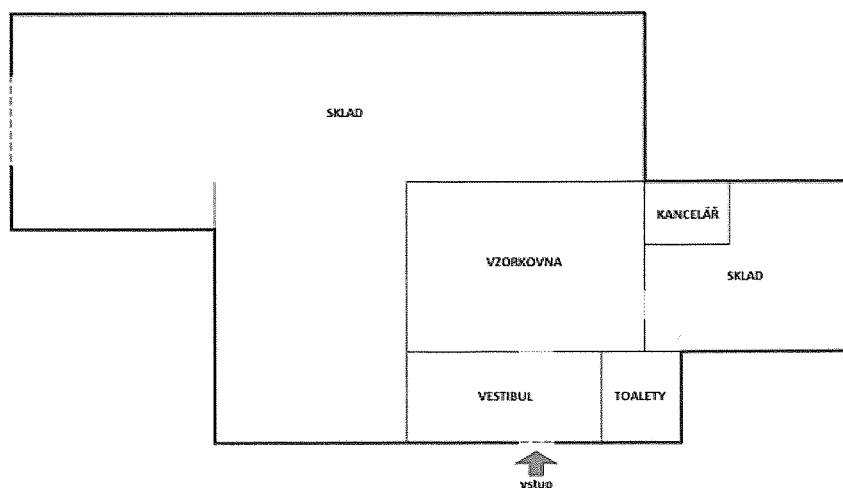 SKLAD
KANCELÁŘ
VZORKOVNA
SKLAD
VESTIBUL
TOALETY
vstup